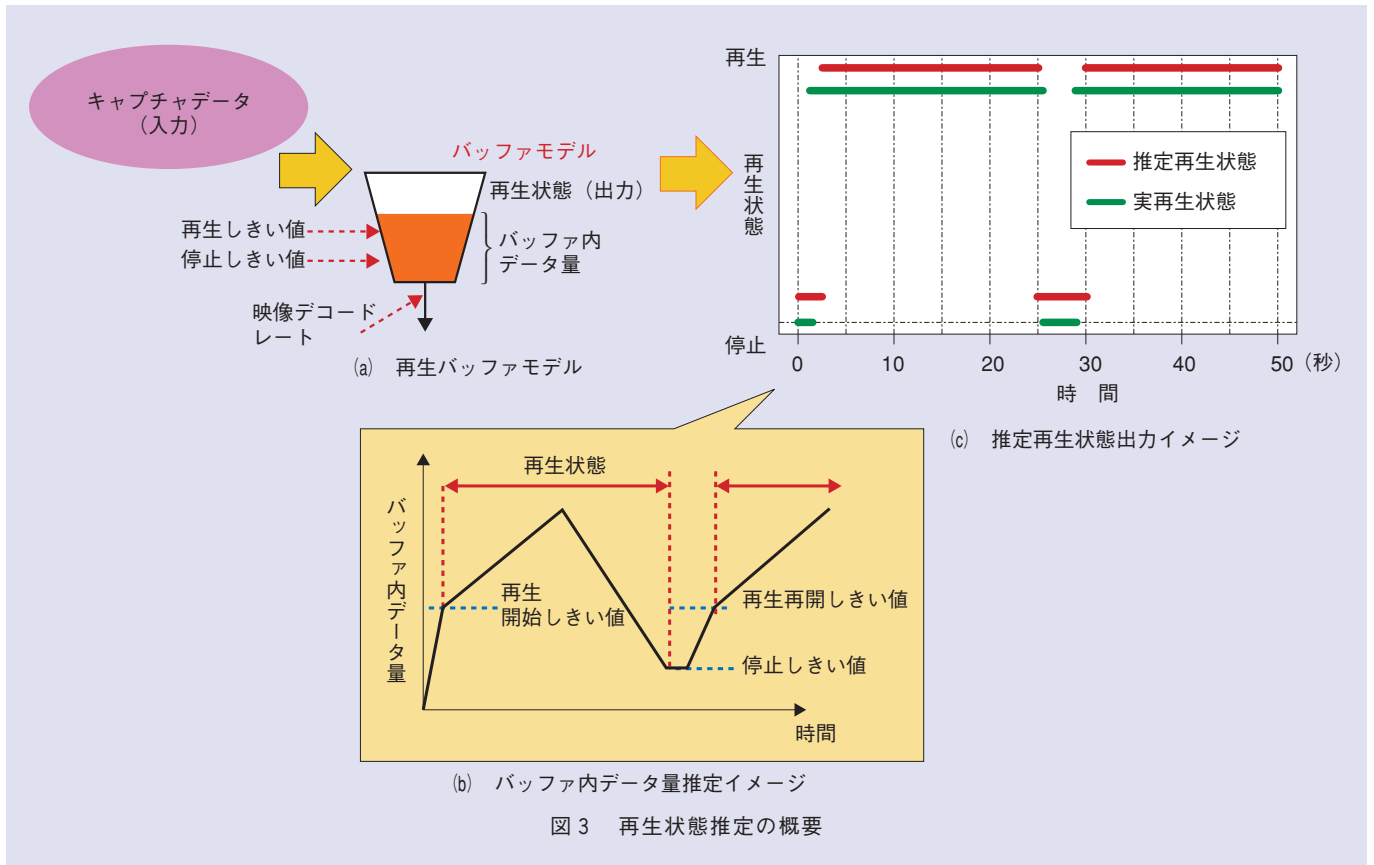 キャプチャデータ
（入力）
バッファモデル
再生状態（出力）
再生しきい値
停止しきい値
バッファ内
データ量
映像デコード
レート
(a) 再生バッファモデル
再生
再生状態
停止
推定再生状態
実再生状態
0 10 20 30 40 50（秒）
時 間
(c) 推定再生状態出力イメージ
再生状態
バッファ内データ量
再生
開始しきい値
再生再開しきい値
停止しきい値
時間
(b) バッファ内データ量推定イメージ
図3 再生状態推定の概要